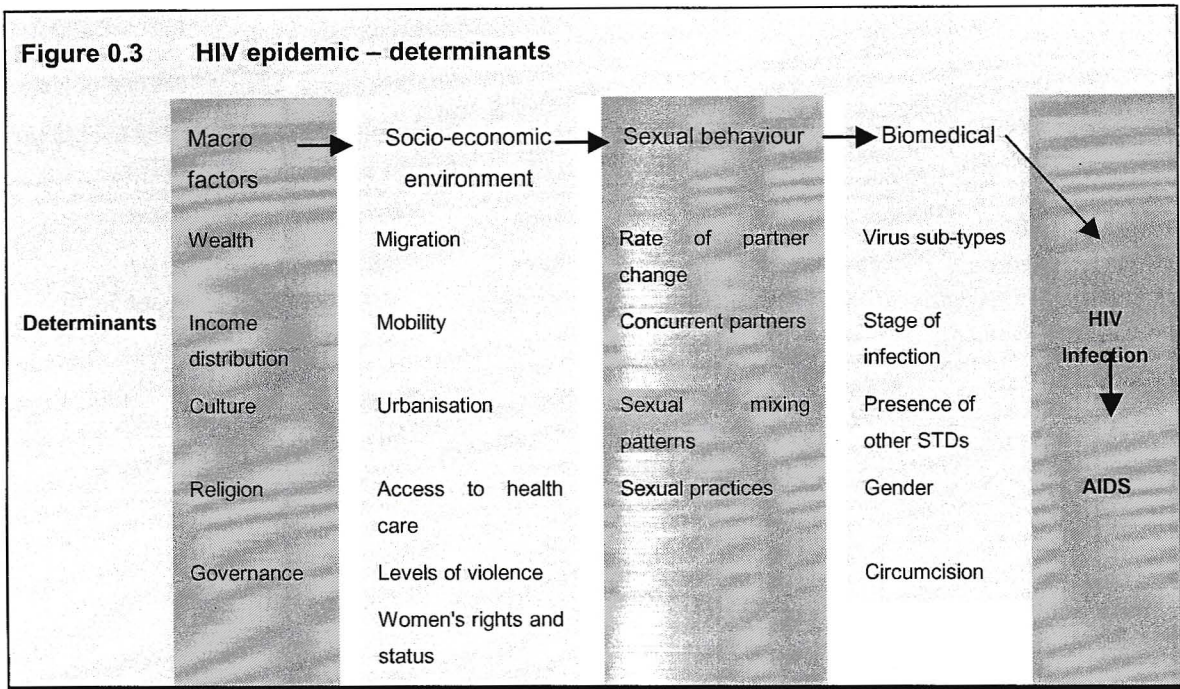 Figure 0.3 HIV epidemic – determinants
Macro
factors
Socio-economic
environment
Sexual behaviour
Biomedical
Determinants
Wealth
Income
distribution
Culture
Religion
Governance
Migration
Mobility
Urbanisation
Access to health
care
Levels of violence
Women's rights and
status
Rate of partner
change
Concurrent partners
Sexual mixing
patterns
Sexual practices
Virus sub-types
Stage of
infection
Presence of
other STDs
Gender
Circumcision
HIV
Infection
AIDS